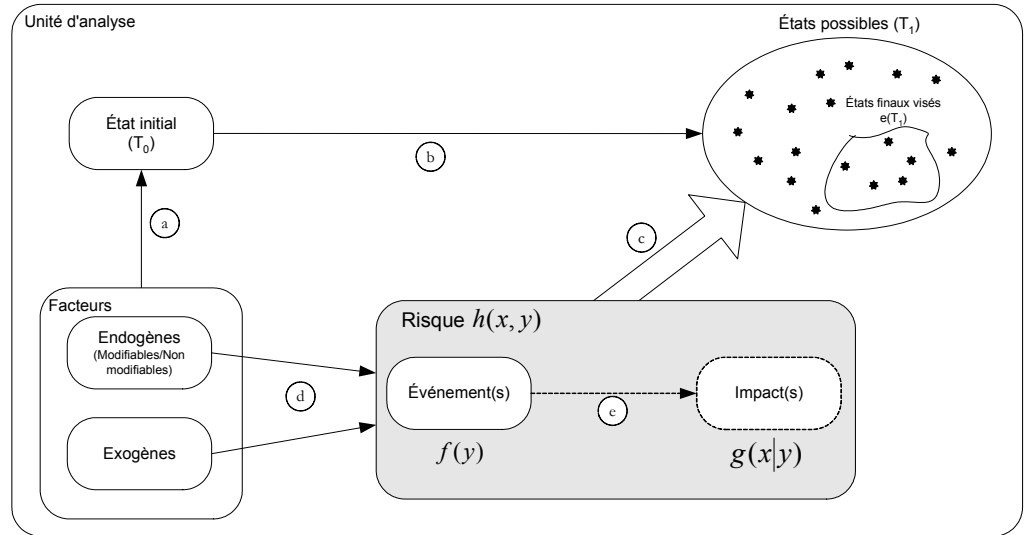 Unité d'analyse
États possibles (T₁)
État initial
(T₀)
États finaux visés
e(T₁)
b
a
c
Facteurs
Endogènes
(Modifiables/Non
modifiables)
Exogènes
d
Risque h(x, y)
Événement(s)
e
Impact(s)
f(y)
g(x|y)